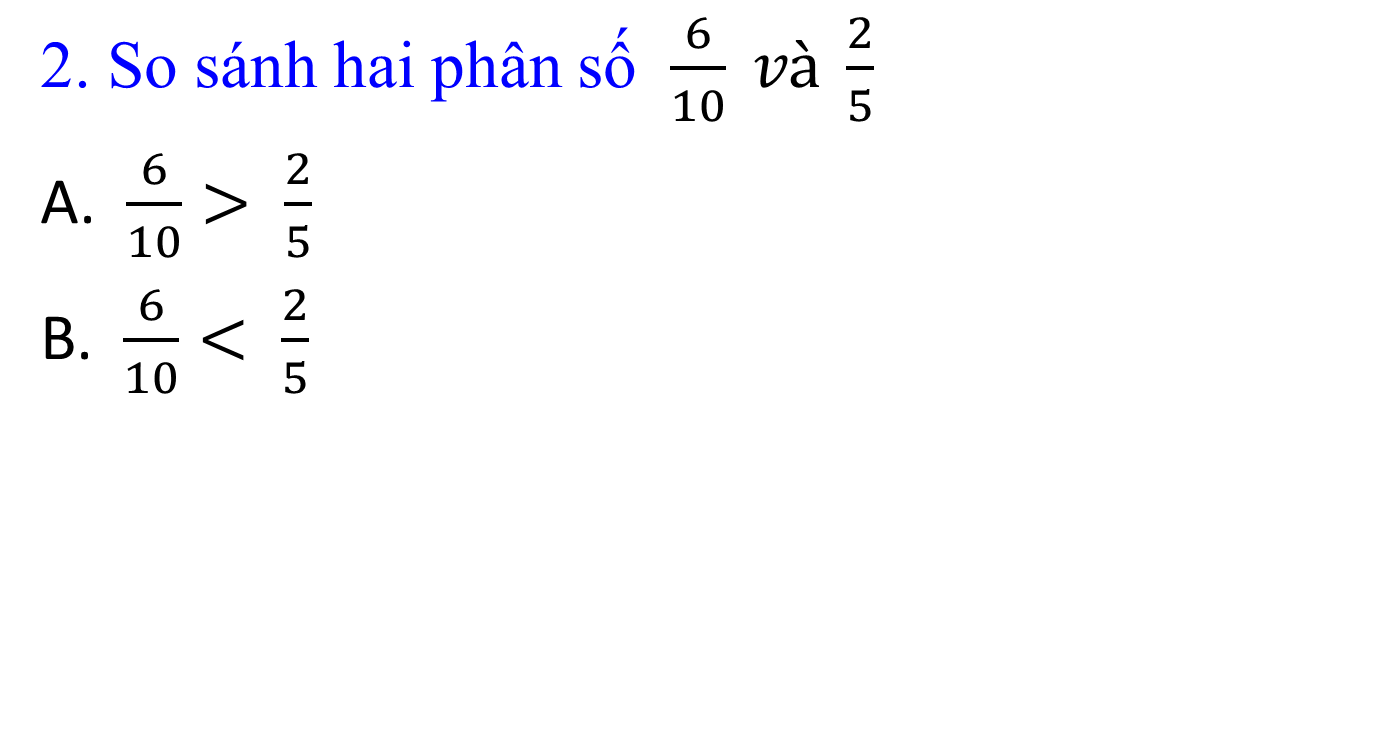 2. So sánh hai phân số 6/10 và 2/5
A. 6/10 > 2/5
B. 6/10 < 2/5